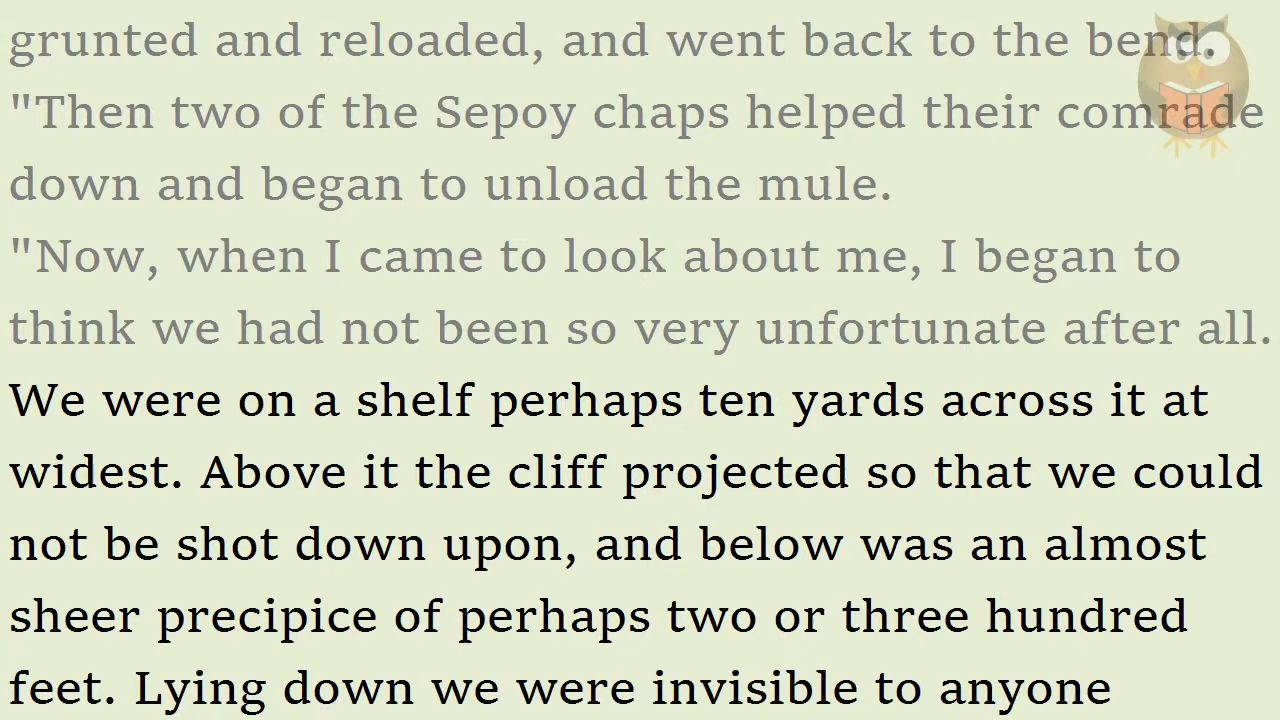 grunted and reloaded, and went back to the bend.
"Then two of the Sepoy chaps helped their comrade
down and began to unload the mule.
"Now, when I came to look about me, I began to
think we had not been so very unfortunate after all.
We were on a shelf perhaps ten yards across it at
widest. Above it the cliff projected so that we could
not be shot down upon, and below was an almost
sheer precipice of perhaps two or three hundred
feet. Lying down we were invisible to anyone